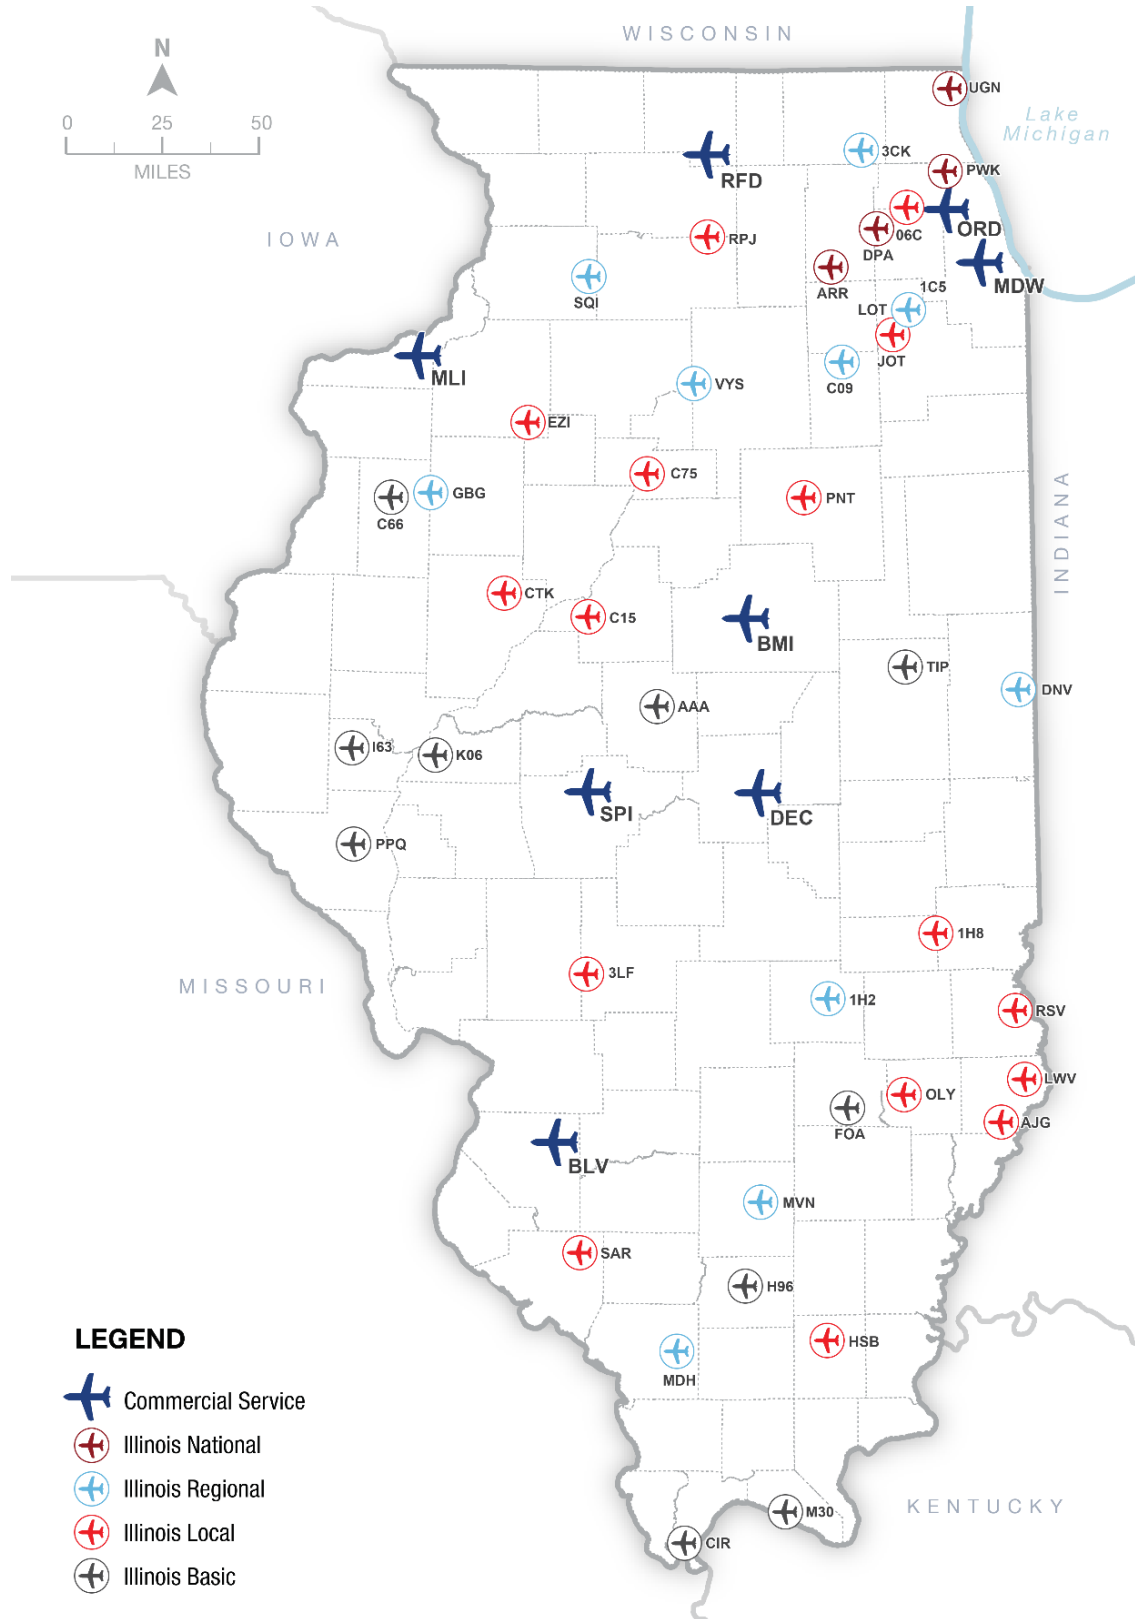 WISCONSIN
N
0 25 50
MILES
UGN
Lake
Michigan
3CK
PWK
RFD
06C
ORD
RPJ
DPA
IOWA
MDW
ARR
SQI
1C5
LOT
JOT
MLI
C09
VYS
EZI
C75
GBG
PNT
C66
INDIANA
CTK
C15
BMI
TIP
DNV
AAA
I63
K06
SPI
DEC
PPQ
1H8
3LF
MISSOURI
1H2
RSV
LWV
OLY
AJG
FOA
BLV
MVN
SAR
H96
LEGEND
HSB
MDH
Commercial Service
Illinois National
Illinois Regional
KENTUCKY
M30
Illinois Local
CIR
Illinois Basic